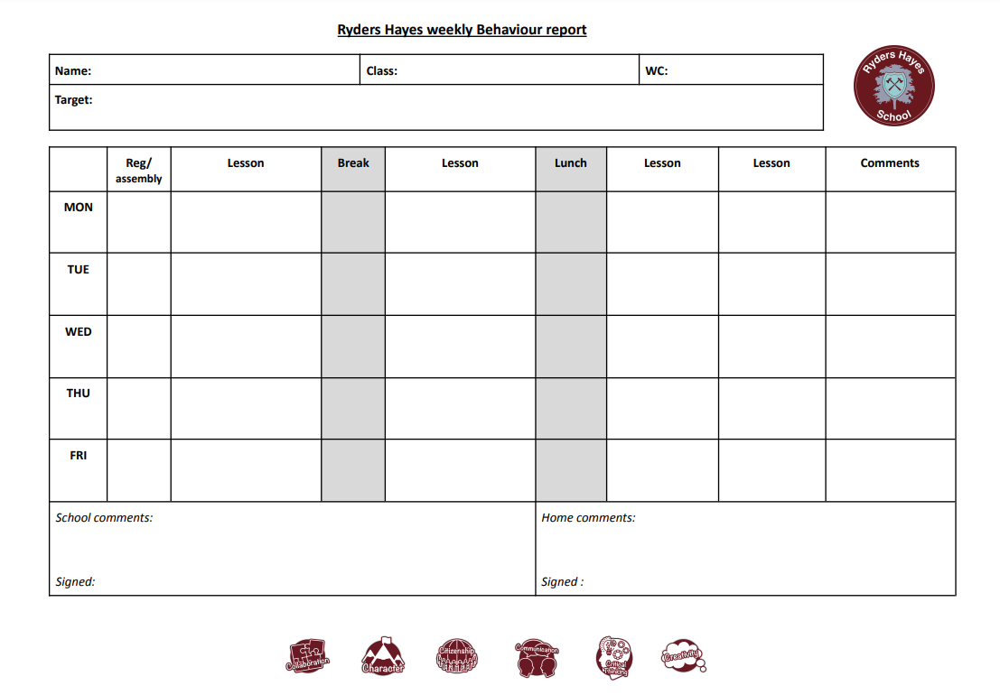 Ryders Hayes weekly Behaviour report
Name: Class: WC:
Target:
Ryders Hayes
School
Reg/ Lesson Break Lesson Lunch Lesson Lesson Comments
assembly
MON
TUE
WED
THU
FRI
School comments: Home comments:
Signed: Signed :
Collaboration Character Citizenship Communication Critical Thinking Creativity